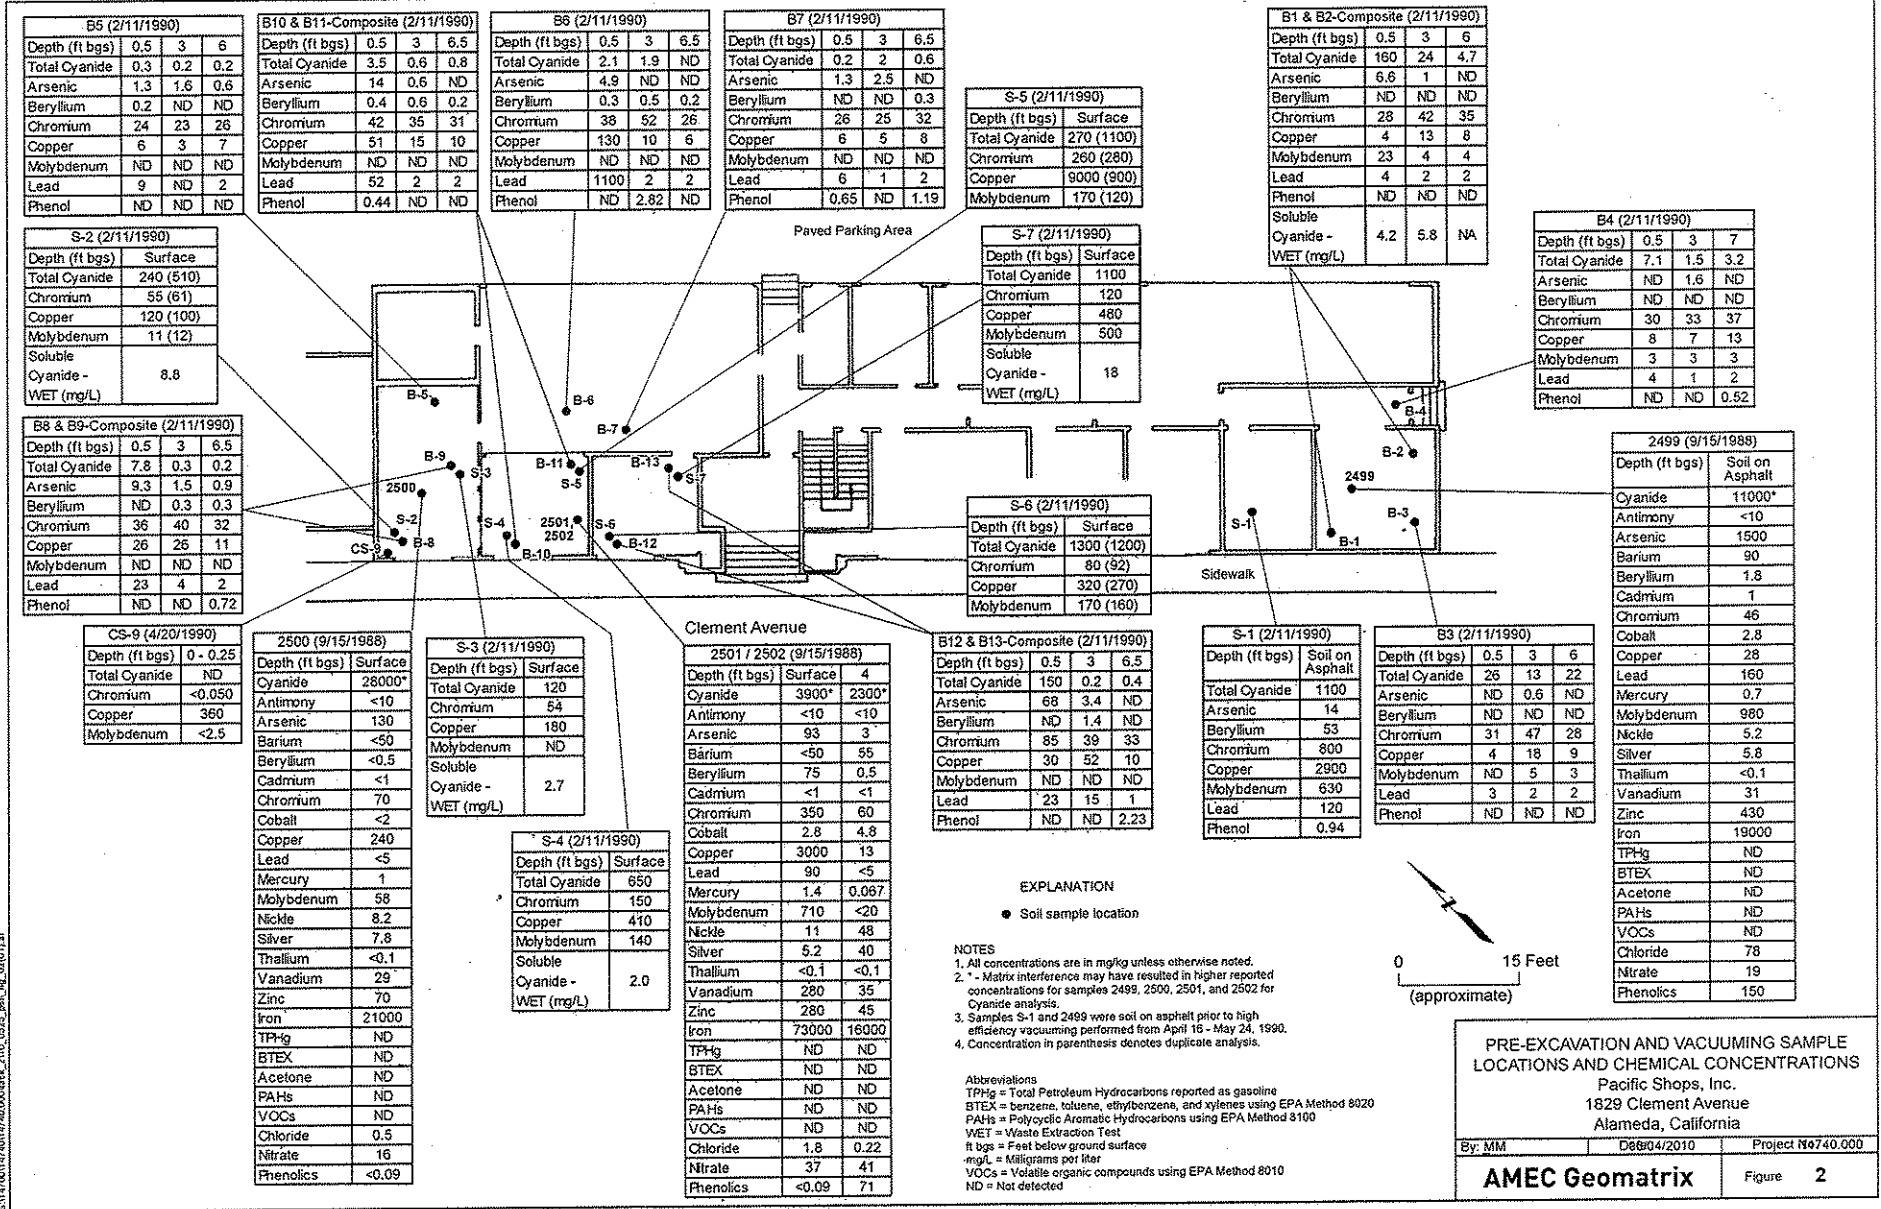 B5 (2/11/1990)
Depth (ft bgs) 0.5 3 6
Total Cyanide 0.3 0.2 0.2
Arsenic 1.3 1.6 0.6
Beryllium 0.2 ND ND
Chromium 24 23 26
Copper 6 3 7
Molybdenum ND ND ND
Lead 9 ND 2
Phenol ND ND ND
B10 & B11-Composite (2/11/1990)
Depth (ft bgs) 0.5 3 6.5
Total Cyanide 3.5 0.6 0.8
Arsenic 14 0.6 ND
Beryllium 0.4 0.6 0.2
Chromium 42 35 31
Copper 51 15 10
Molybdenum ND ND ND
Lead 52 2 2
Phenol 0.44 ND ND
B6 (2/11/1990)
Depth (ft bgs) 0.5 3 6.5
Total Cyanide 2.1 1.9 ND
Arsenic 4.9 ND ND
Beryllium 0.3 0.5 0.2
Chromium 38 52 26
Copper 130 10 6
Molybdenum ND ND ND
Lead 1100 2 2
Phenol ND 2.82 ND
B7 (2/11/1990)
Depth (ft bgs) 0.5 3 6.5
Total Cyanide 0.2 2 0.6
Arsenic 1.3 2.5 ND
Beryllium ND ND 0.3
Chromium 26 25 32
Copper 6 5 8
Molybdenum ND ND ND
Lead 6 1 2
Phenol 0.65 ND 1.19
S-5 (2/11/1990)
Depth (ft bgs) Surface
Total Cyanide 270 (1100)
Chromium 260 (280)
Copper 9000 (900)
Molybdenum 170 (120)
B1 & B2-Composite (2/11/1990)
Depth (ft bgs) 0.5 3 6
Total Cyanide 160 24 4.7
Arsenic 6.6 1 ND
Beryllium ND ND ND
Chromium 28 42 35
Copper 4 13 8
Molybdenum 23 4 4
Lead 4 2 2
Phenol ND ND ND
Soluble
Cyanide - 4.2 5.8 NA
WET (mg/L)
B4 (2/11/1990)
Depth (ft bgs) 0.5 3 7
Total Cyanide 7.1 1.5 3.2
Arsenic ND 1.6 ND
Beryllium ND ND ND
Chromium 30 33 37
Copper 8 7 13
Molybdenum 3 3 3
Lead 4 1 2
Phenol ND ND 0.52
S-2 (2/11/1990)
Depth (ft bgs) Surface
Total Cyanide 240 (510)
Chromium 55 (61)
Copper 120 (100)
Molybdenum 11 (12)
Soluble
Cyanide - 8.8
WET (mg/L)
Paved Parking Area
S-7 (2/11/1990)
Depth (ft bgs) Surface
Total Cyanide 1100
Chromium 120
Copper 480
Molybdenum 500
Soluble
Cyanide - 18
WET (mg/L)
B8 & B9-Composite (2/11/1990)
Depth (ft bgs) 0.5 3 6.5
Total Cyanide 7.8 0.3 0.2
Arsenic 9.3 1.5 0.9
Beryllium ND 0.3 0.3
Chromium 36 40 32
Copper 26 26 11
Molybdenum ND ND ND
Lead 23 4 2
Phenol ND ND 0.72
B-5
B-6
B-7
B-4
B-9
S-3
B-11
S-5
B-13
S-7
B-2
2500
2499
S-2
B-8
CS-9
S-4
B-10
2501,
2502
S-6
B-12
S-1
B-1
B-3
S-6 (2/11/1990)
Depth (ft bgs) Surface
Total Cyanide 1300 (1200)
Chromium 80 (92)
Copper 320 (270)
Molybdenum 170 (160)
Sidewalk
Clement Avenue
2499 (9/15/1988)
Depth (ft bgs) Soil on
Asphalt
Cyanide 11000*
Antimony <10
Arsenic 1500
Barium 90
Beryllium 1.8
Cadmium 1
Chromium 46
Cobalt 2.8
Copper 28
Lead 160
Mercury 0.7
Molybdenum 980
Nickle 5.2
Silver 5.8
Thallium <0.1
Vanadium 31
Zinc 430
Iron 19000
TPHg ND
BTEX ND
Acetone ND
PAHs ND
VOCs ND
Chloride 78
Nitrate 19
Phenolics 150
CS-9 (4/20/1990)
Depth (ft bgs) 0 - 0.25
Total Cyanide ND
Chromium <0.050
Copper 360
Molybdenum <2.5
2500 (9/15/1988)
Depth (ft bgs) Surface
Cyanide 28000*
Antimony <10
Arsenic 130
Barium <50
Beryllium <0.5
Cadmium <1
Chromium 70
Cobalt <2
Copper 240
Lead <5
Mercury 1
Molybdenum 58
Nickle 8.2
Silver 7.8
Thallium <0.1
Vanadium 29
Zinc 70
Iron 21000
TPHg ND
BTEX ND
Acetone ND
PAHs ND
VOCs ND
Chloride 0.5
Nitrate 16
Phenolics <0.09
S-3 (2/11/1990)
Depth (ft bgs) Surface
Total Cyanide 120
Chromium 54
Copper 180
Molybdenum ND
Soluble
Cyanide - 2.7
WET (mg/L)
S-4 (2/11/1990)
Depth (ft bgs) Surface
Total Cyanide 650
Chromium 150
Copper 410
Molybdenum 140
Soluble
Cyanide - 2.0
WET (mg/L)
2501 / 2502 (9/15/1988)
Depth (ft bgs) Surface 4
Cyanide 3900* 2300*
Antimony <10 <10
Arsenic 93 3
Barium <50 55
Beryllium 75 0.5
Cadmium <1 <1
Chromium 350 60
Cobalt 2.8 4.8
Copper 3000 13
Lead 90 <5
Mercury 1.4 0.067
Molybdenum 710 <20
Nickle 11 48
Silver 5.2 40
Thallium <0.1 <0.1
Vanadium 280 35
Zinc 280 45
Iron 73000 16000
TPHg ND ND
BTEX ND ND
Acetone ND ND
PAHs ND ND
VOCs ND ND
Chloride 1.8 0.22
Nitrate 37 41
Phenolics <0.09 71
B12 & B13-Composite (2/11/1990)
Depth (ft bgs) 0.5 3 6.5
Total Cyanide 150 0.2 0.4
Arsenic 68 3.4 ND
Beryllium ND 1.4 ND
Chromium 85 39 33
Copper 30 52 10
Molybdenum ND ND ND
Lead 23 15 1
Phenol ND ND 2.23
S-1 (2/11/1990)
Depth (ft bgs) Soil on
Asphalt
Total Cyanide 1100
Arsenic 14
Beryllium 53
Chromium 800
Copper 2900
Molybdenum 630
Lead 120
Phenol 0.94
B3 (2/11/1990)
Depth (ft bgs) 0.5 3 6
Total Cyanide 26 13 22
Arsenic ND 0.6 ND
Beryllium ND ND ND
Chromium 31 47 28
Copper 4 18 9
Molybdenum ND 5 3
Lead 3 2 2
Phenol ND ND ND
EXPLANATION
Soil sample location
NOTES
1. All concentrations are in mg/kg unless otherwise noted.
2. * - Matrix interference may have resulted in higher reported
concentrations for samples 2499, 2500, 2501, and 2502 for
Cyanide analysis.
3. Samples S-1 and 2499 were soil on asphalt prior to high
efficiency vacuuming performed from April 16 - May 24, 1990.
4. Concentration in parenthesis denotes duplicate analysis.
Abbreviations
TPHg = Total Petroleum Hydrocarbons reported as gasoline
BTEX = benzene, toluene, ethylbenzene, and xylenes using EPA Method 8020
PAHs = Polycyclic Aromatic Hydrocarbons using EPA Method 8100
WET = Waste Extraction Test
ft bgs = Feet below ground surface
mg/L = Miligrams per liter
VOCs = Volatile organic compounds using EPA Method 8010
ND = Not detected
N
0 15 Feet
(approximate)
PRE-EXCAVATION AND VACUUMING SAMPLE
LOCATIONS AND CHEMICAL CONCENTRATIONS
Pacific Shops, Inc.
1829 Clement Avenue
Alameda, California
By: MM 04/2010 Project 14740.000
AMEC Geomatrix Figure 2